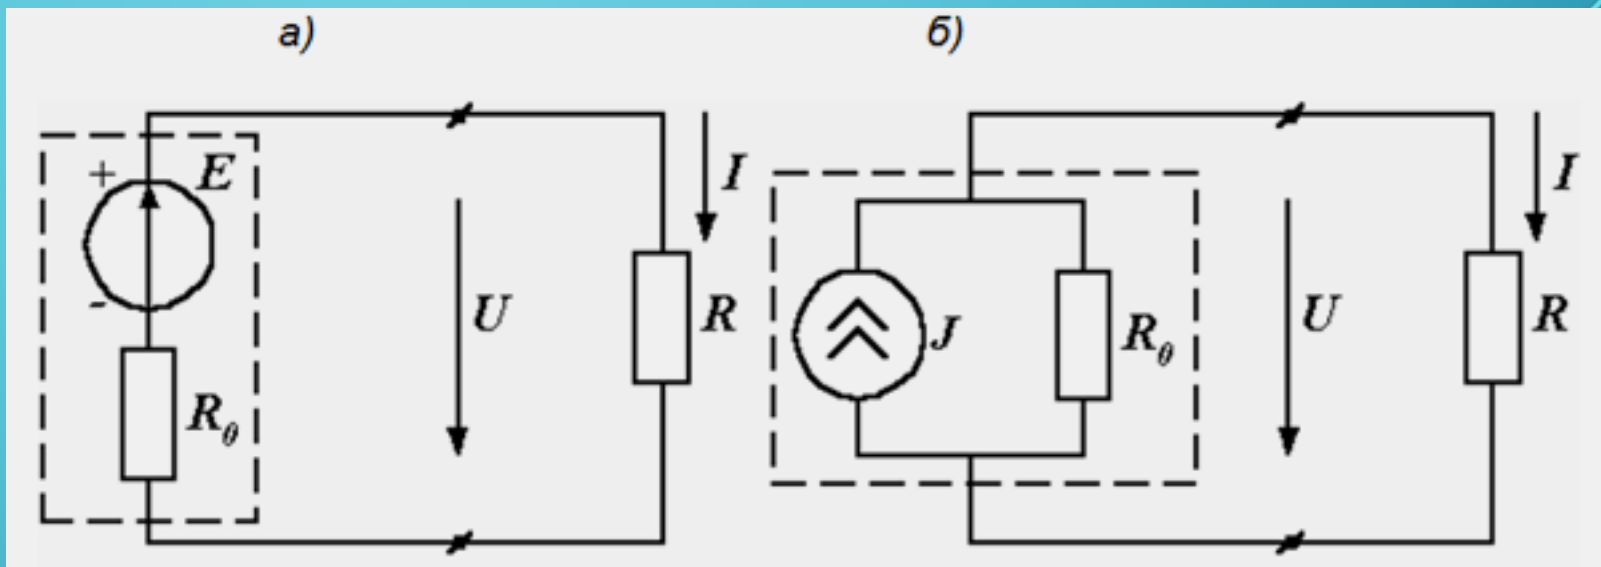 а) б)
+ E I I
- U R J R₀ U R
R₀